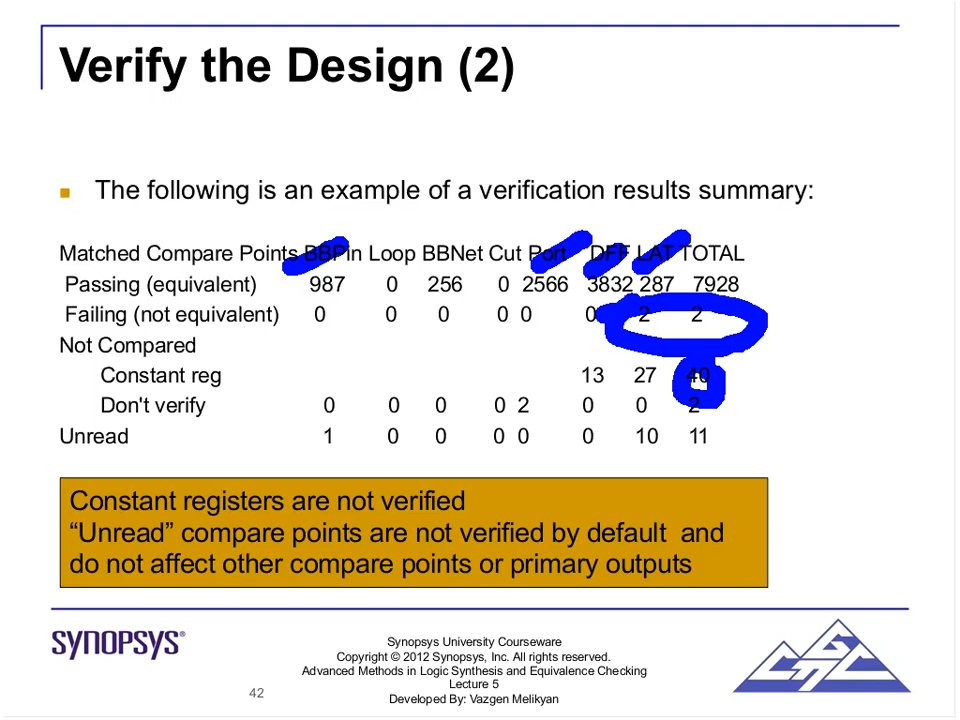 Verify the Design (2)
The following is an example of a verification results summary:
Matched Compare Points BBPin Loop BBNet Cut Port DFF LAT TOTAL
Passing (equivalent) 987 0 256 0 2566 3832 287 7928
Failing (not equivalent) 0 0 0 0 0 0 2 2
Not Compared
Constant reg 13 27 40
Don't verify 0 0 0 0 2 0 0 2
Unread 1 0 0 0 0 0 10 11
Constant registers are not verified
“Unread” compare points are not verified by default and
do not affect other compare points or primary outputs
SYNOPSYS®
Synopsys University Courseware
Copyright © 2012 Synopsys, Inc. All rights reserved.
Advanced Methods in Logic Synthesis and Equivalence Checking
Lecture 5
42
Developed By: Vazgen Melikyan